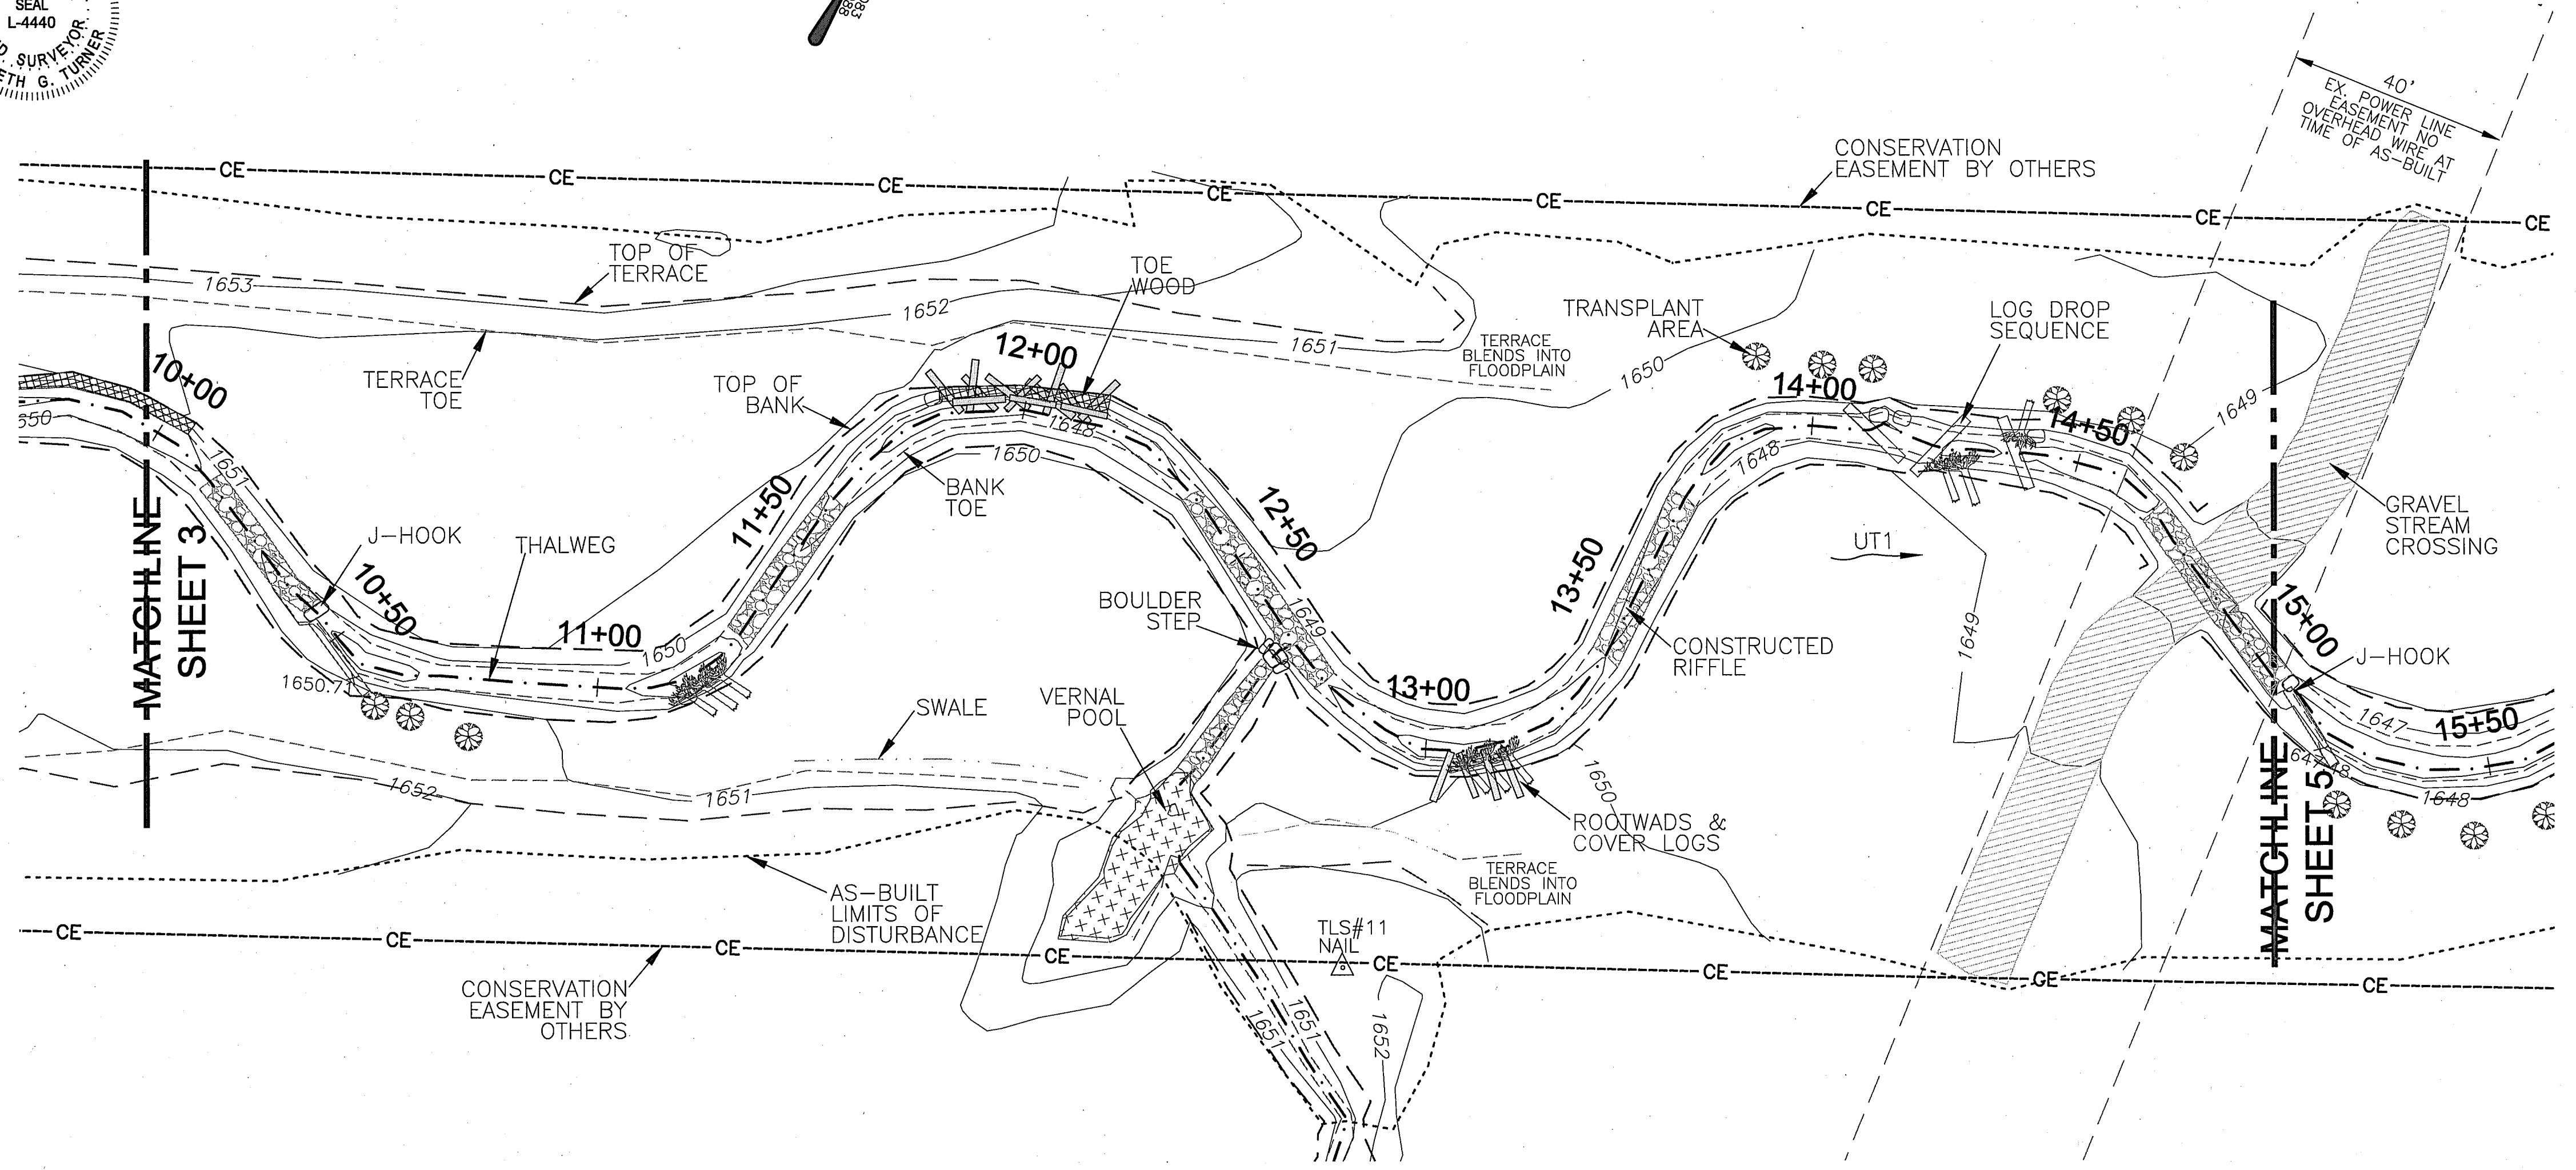 SEAL
L-4440
SURVEYOR
ETH G. TURNER
40'
EX. POWER LINE
EASEMENT NO
OVERHEAD WIRE AT
TIME OF AS-BUILT
CONSERVATION
EASEMENT BY OTHERS
CE
CE
CE
CE
CE
CE
CE
CE
TOP OF
TERRACE
1653
TOE
WOOD
1652
1651
TERRACE
BLENDS INTO
FLOODPLAIN
TRANSPLANT
AREA
1650
LOG DROP
SEQUENCE
10+00
TERRACE
TOE
TOP OF
BANK
12+00
14+00
14+50
1649
1648
1650
1648
1651
BANK
TOE
11+50
12+50
GRAVEL
STREAM
CROSSING
MATCHLINE
SHEET 3
J-HOOK
THALWEG
10+50
11+00
1650
1650.71
BOULDER
STEP
1649
13+50
UT1
1649
CONSTRUCTED
RIFFLE
15+00
J-HOOK
SWALE
VERNAL
POOL
13+00
1647
15+50
1648
MATCHLINE
SHEET 5
1652
1651
1650
ROOTWADS &
COVER LOGS
TERRACE
BLENDS INTO
FLOODPLAIN
AS-BUILT
LIMITS OF
DISTURBANCE
TLS#11
NAIL
CE
CE
CE
CE
CE
CE
CE
CE
CONSERVATION
EASEMENT BY
OTHERS
1651
1651
1652